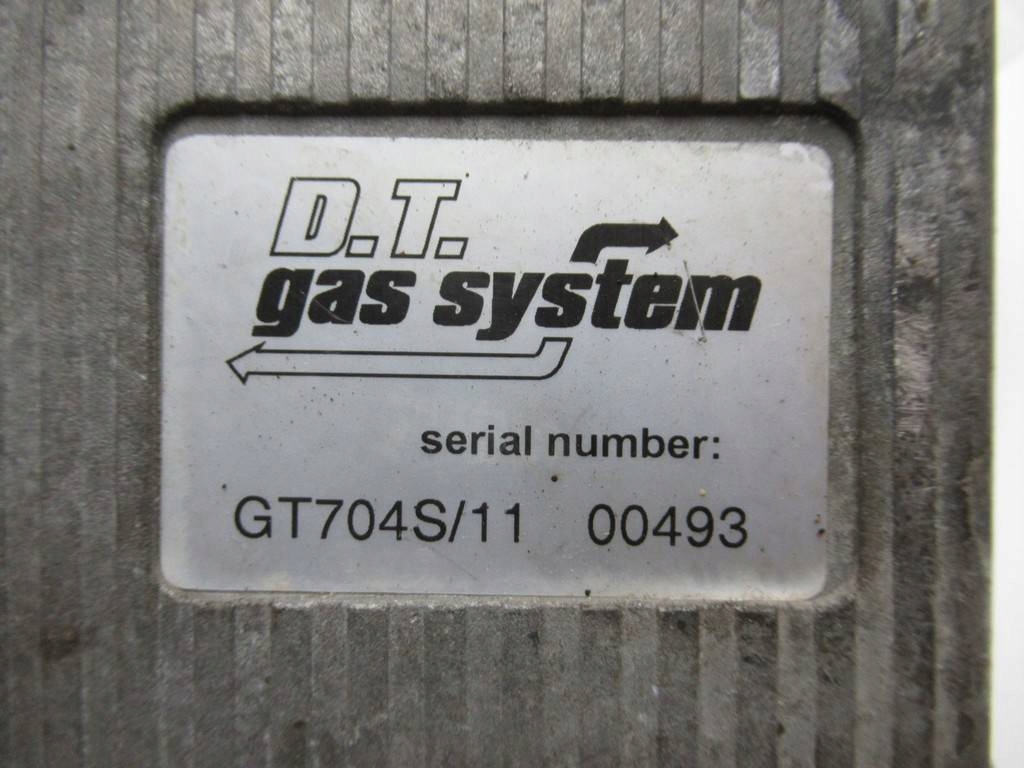 D.T.
gas system
serial number:
GT704S/11 00493